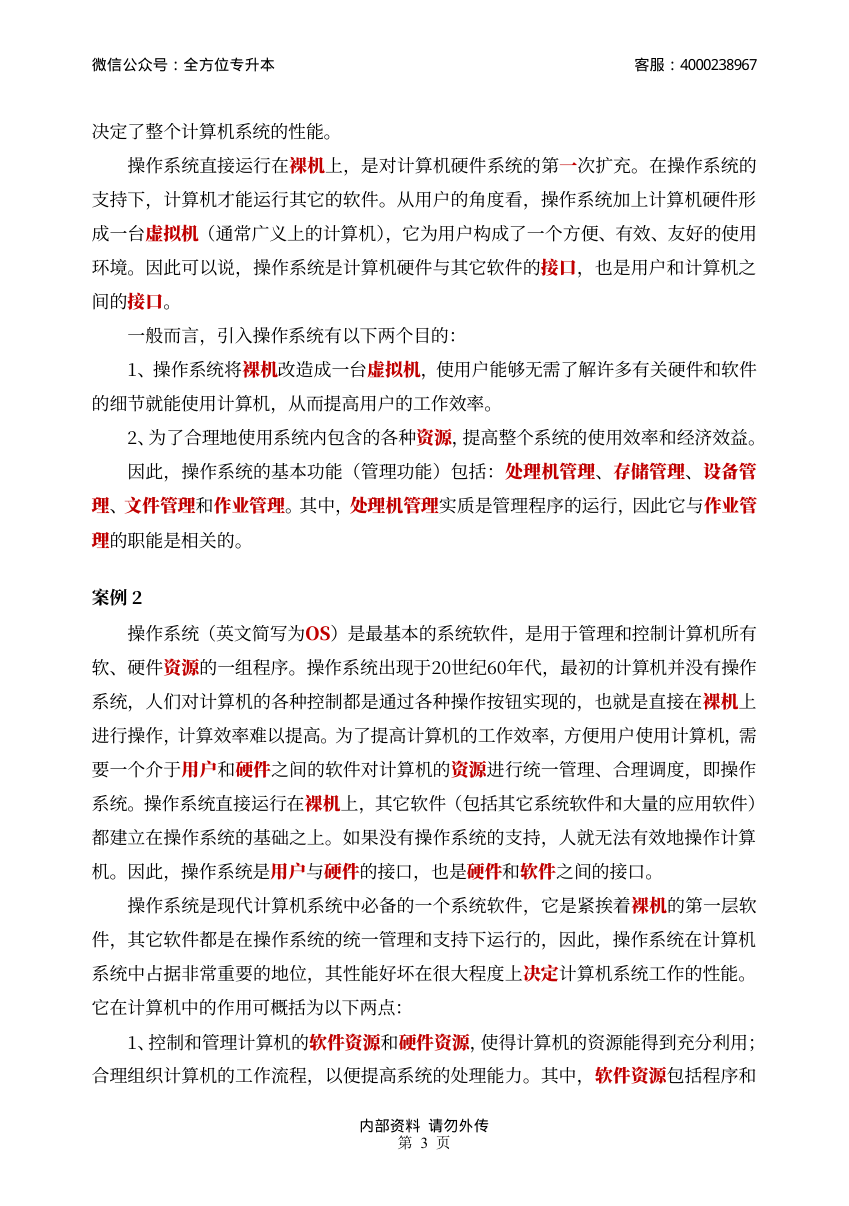 微信公众号：全方位专升本 客服：4000238967
决定了整个计算机系统的性能。
操作系统直接运行在裸机上，是对计算机硬件系统的第一次扩充。在操作系统的
支持下，计算机才能运行其它的软件。从用户的角度看，操作系统加上计算机硬件形
成一台虚拟机（通常广义上的计算机），它为用户构成了一个方便、有效、友好的使用
环境。因此可以说，操作系统是计算机硬件与其它软件的接口，也是用户和计算机之
间的接口。
一般而言，引入操作系统有以下两个目的：
1、操作系统将裸机改造成一台虚拟机，使用户能够无需了解许多有关硬件和软件
的细节就能使用计算机，从而提高用户的工作效率。
2、为了合理地使用系统内包含的各种资源，提高整个系统的使用效率和经济效益。
因此，操作系统的基本功能（管理功能）包括：处理机管理、存储管理、设备管
理、文件管理和作业管理。其中，处理机管理实质是管理程序的运行，因此它与作业管
理的职能是相关的。
案例 2
操作系统（英文简写为OS）是最基本的系统软件，是用于管理和控制计算机所有
软、硬件资源的一组程序。操作系统出现于20世纪60年代，最初的计算机并没有操作
系统，人们对计算机的各种控制都是通过各种操作按钮实现的，也就是直接在裸机上
进行操作，计算效率难以提高。为了提高计算机的工作效率，方便用户使用计算机，需
要一个介于用户和硬件之间的软件对计算机的资源进行统一管理、合理调度，即操作
系统。操作系统直接运行在裸机上，其它软件（包括其它系统软件和大量的应用软件）
都建立在操作系统的基础之上。如果没有操作系统的支持，人就无法有效地操作计算
机。因此，操作系统是用户与硬件的接口，也是硬件和软件之间的接口。
操作系统是现代计算机系统中必备的一个系统软件，它是紧挨着裸机的第一层软
件，其它软件都是在操作系统的统一管理和支持下运行的，因此，操作系统在计算机
系统中占据非常重要的地位，其性能好坏在很大程度上决定计算机系统工作的性能。
它在计算机中的作用可概括为以下两点：
1、控制和管理计算机的软件资源和硬件资源，使得计算机的资源能得到充分利用；
合理组织计算机的工作流程，以便提高系统的处理能力。其中，软件资源包括程序和
内部资料 请勿外传
第 3 页